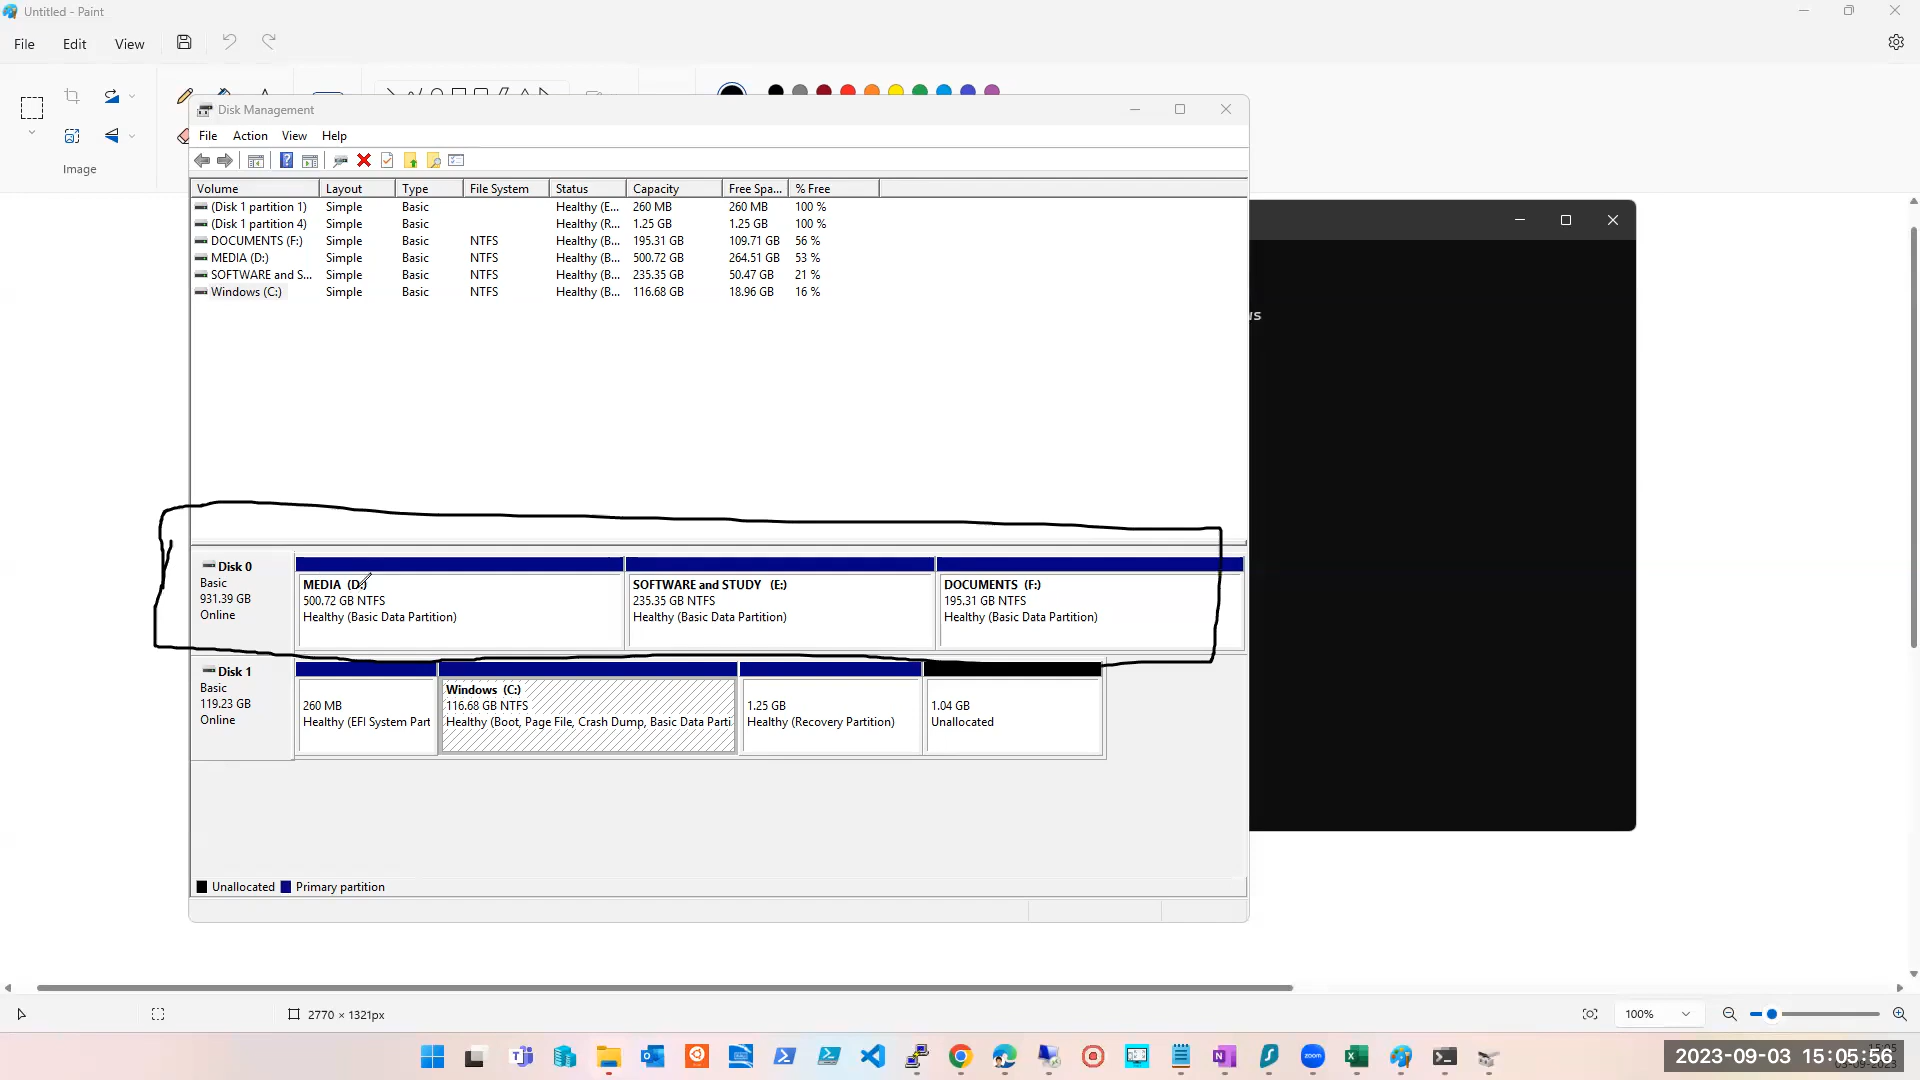 Untitled - Paint
File Edit View
Image
Disk Management
File Action View Help
Volume Layout Type File System Status Capacity Free Spa... % Free
(Disk 1 partition 1) Simple Basic Healthy (E... 260 MB 260 MB 100 %
(Disk 1 partition 4) Simple Basic Healthy (R... 1.25 GB 1.25 GB 100 %
DOCUMENTS (F:) Simple Basic NTFS Healthy (B... 195.31 GB 109.71 GB 56 %
MEDIA (D:) Simple Basic NTFS Healthy (B... 500.72 GB 264.51 GB 53 %
SOFTWARE and S... Simple Basic NTFS Healthy (B... 235.35 GB 50.47 GB 21 %
Windows (C:) Simple Basic NTFS Healthy (B... 116.68 GB 18.96 GB 16 %
Disk 0
Basic
931.39 GB
Online
MEDIA (D:)
500.72 GB NTFS
Healthy (Basic Data Partition)
SOFTWARE and STUDY (E:)
235.35 GB NTFS
Healthy (Basic Data Partition)
DOCUMENTS (F:)
195.31 GB NTFS
Healthy (Basic Data Partition)
Disk 1
Basic
119.23 GB
Online
260 MB
Healthy (EFI System Part
Windows (C:)
116.68 GB NTFS
Healthy (Boot, Page File, Crash Dump, Basic Data Parti
1.25 GB
Healthy (Recovery Partition)
1.04 GB
Unallocated
Unallocated Primary partition
2770 × 1321px
100%
zoom
2023-09-03 15:05:56